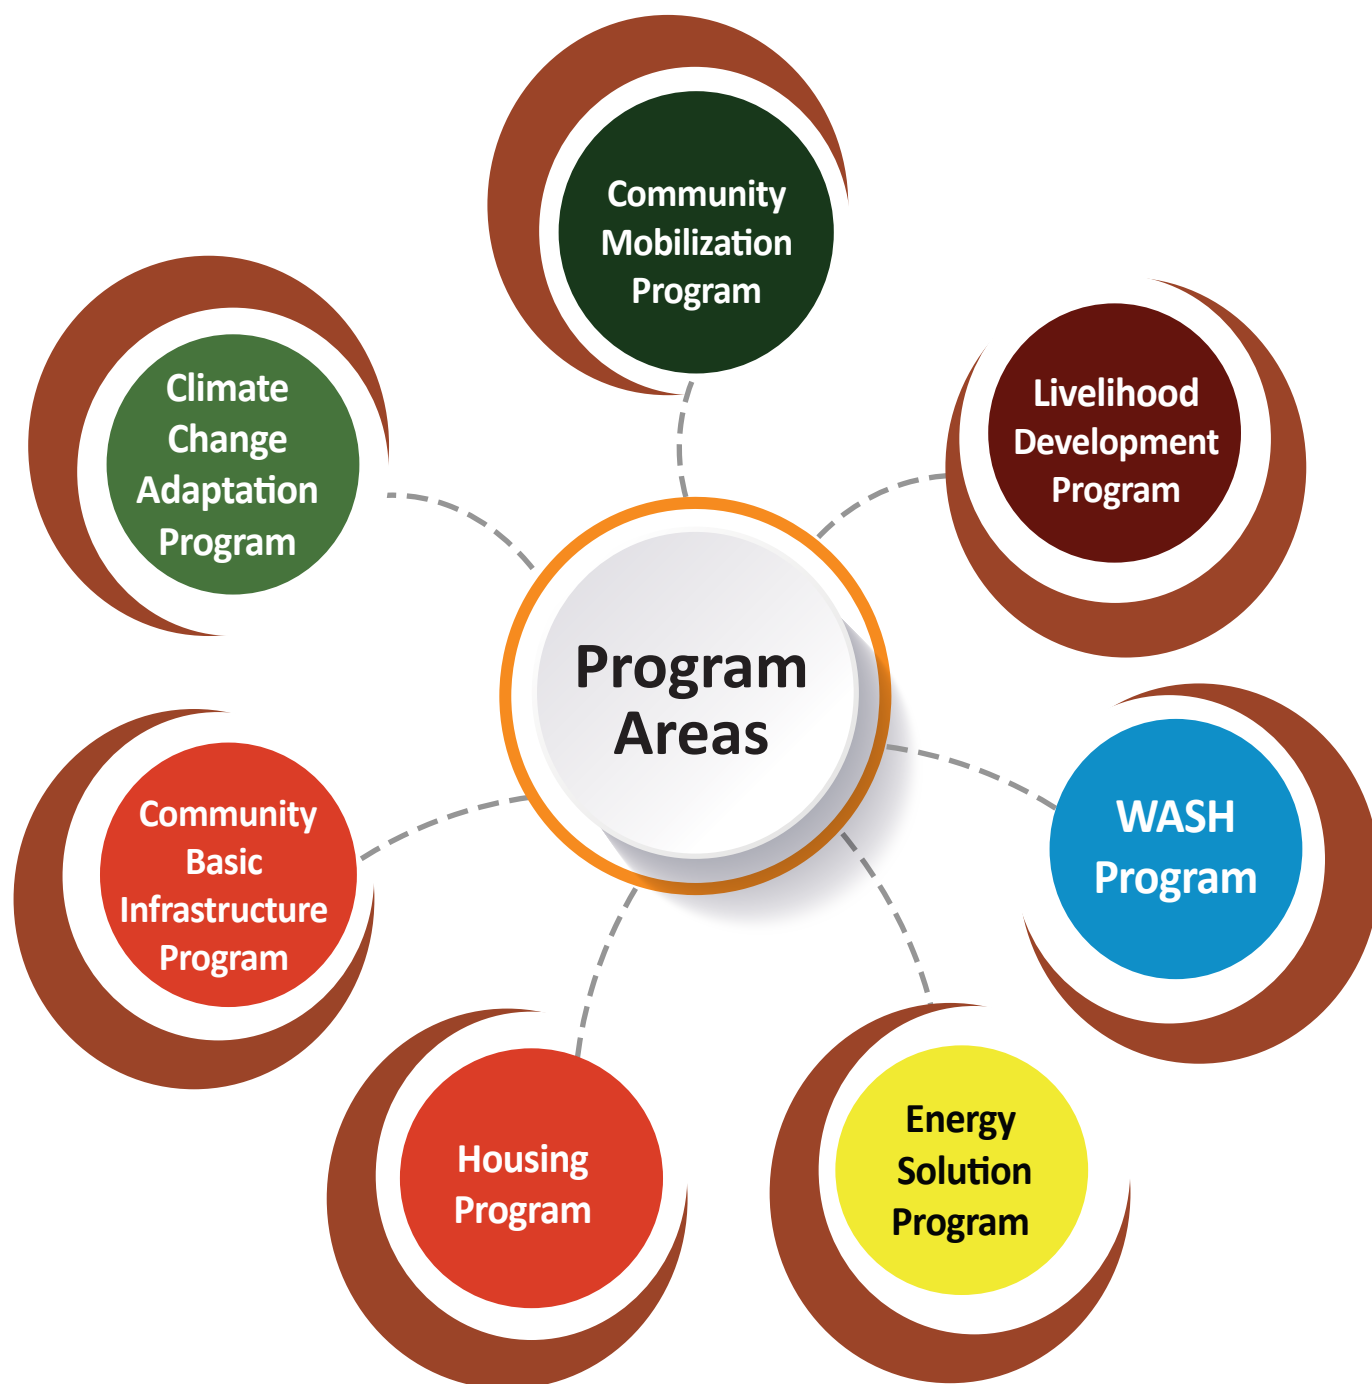 Community
Mobilization
Program
Livelihood
Development
Program
WASH
Program
Energy
Solution
Program
Housing
Program
Community
Basic
Infrastructure
Program
Climate
Change
Adaptation
Program
Program
Areas